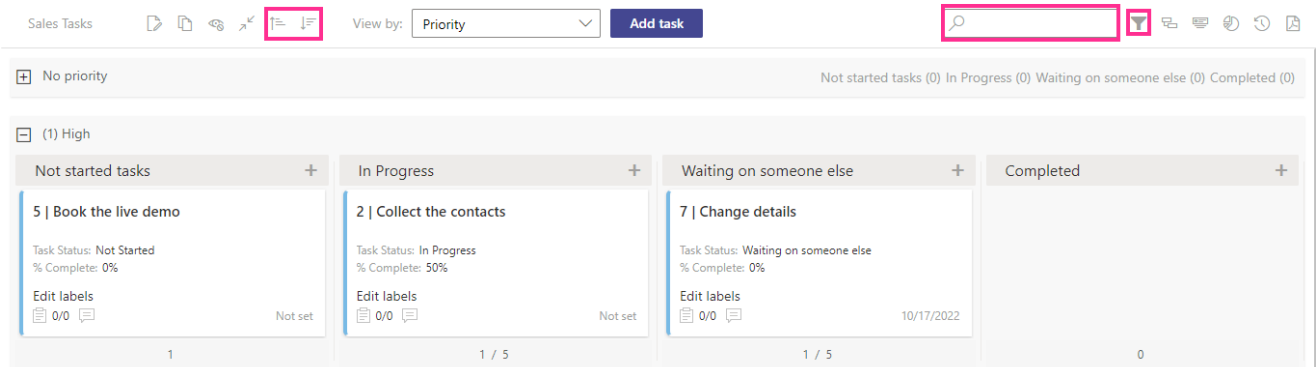 Sales Tasks View by: Priority Add task
No priority Not started tasks (0) In Progress (0) Waiting on someone else (0) Completed (0)
(1) High
Not started tasks + In Progress + Waiting on someone else + Completed +
5 | Book the live demo 2 | Collect the contacts 7 | Change details
Task Status: Not Started Task Status: In Progress Task Status: Waiting on someone else
% Complete: 0% % Complete: 50% % Complete: 0%
Edit labels Edit labels Edit labels
0/0 Not set 0/0 Not set 0/0 10/17/2022
1 1 / 5 1 / 5 0